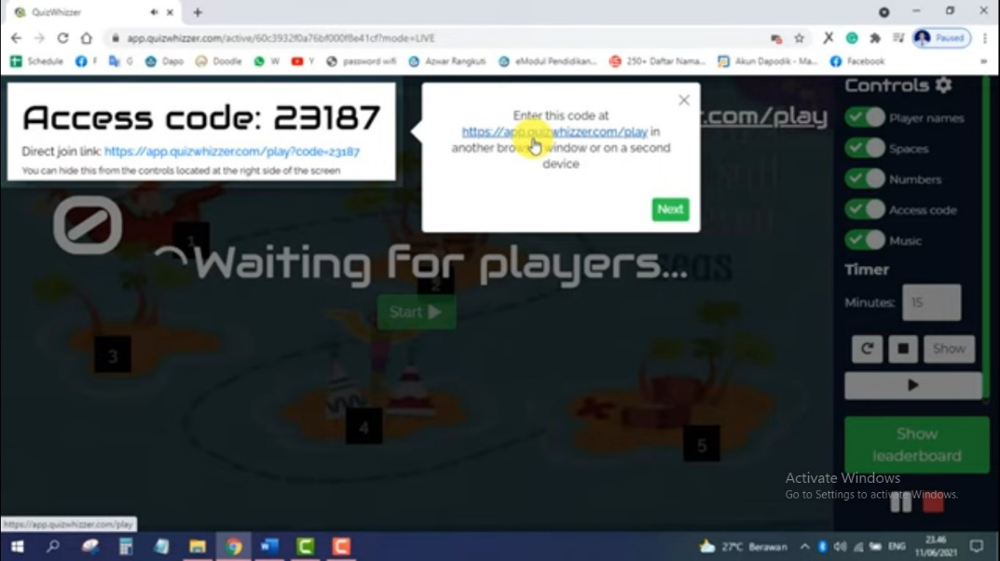 QuizWhizzer
app.quizwhizzer.com/active/60c3932f0a76bf000f8e41cf?mode=LIVE
Paused
Schedule
F
G
Dapo
Doodle
W
Y
password wifi
Azwar Rangkuti
eModul Pendidikan...
250+ Daftar Nama...
Akun Dapodik - Ma...
Facebook
Access code: 23187
Direct join link: https://app.quizwhizzer.com/play?code=23187
You can hide this from the controls located at the right side of the screen
Enter this code at
https://app.quizwhizzer.com/play in
another browser window or on a second
device
Next
r.com/play
Controls
Player names
Spaces
Numbers
Access code
Music
Timer
Minutes: 15
Show
Show
leaderboard
1
Waiting for players...
seas
2
Start
3
4
5
Activate Windows
Go to Settings to activate Windows.
https://app.quizwhizzer.com/play
27°C Berawan
ENG
23.46
11/06/2021